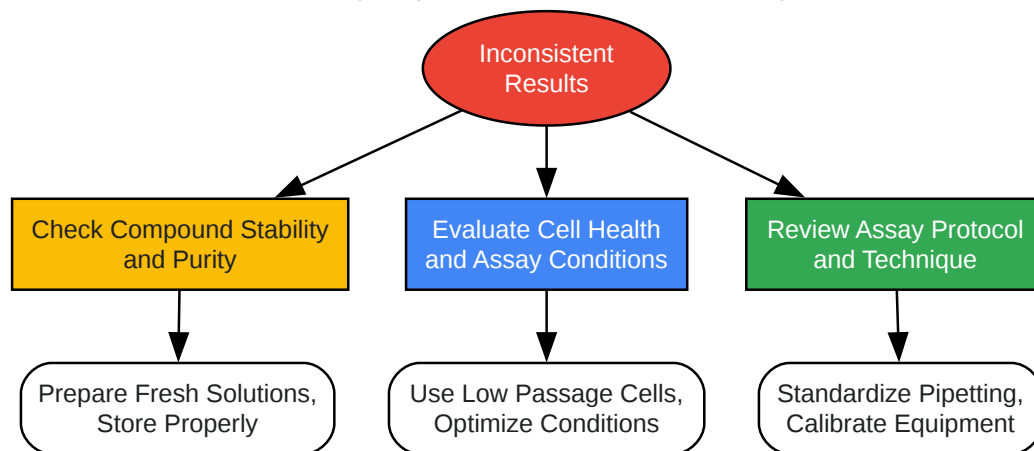 Inconsistent
Results
Check Compound Stability
and Purity
Evaluate Cell Health
and Assay Conditions
Review Assay Protocol
and Technique
Prepare Fresh Solutions,
Store Properly
Use Low Passage Cells,
Optimize Conditions
Standardize Pipetting,
Calibrate Equipment